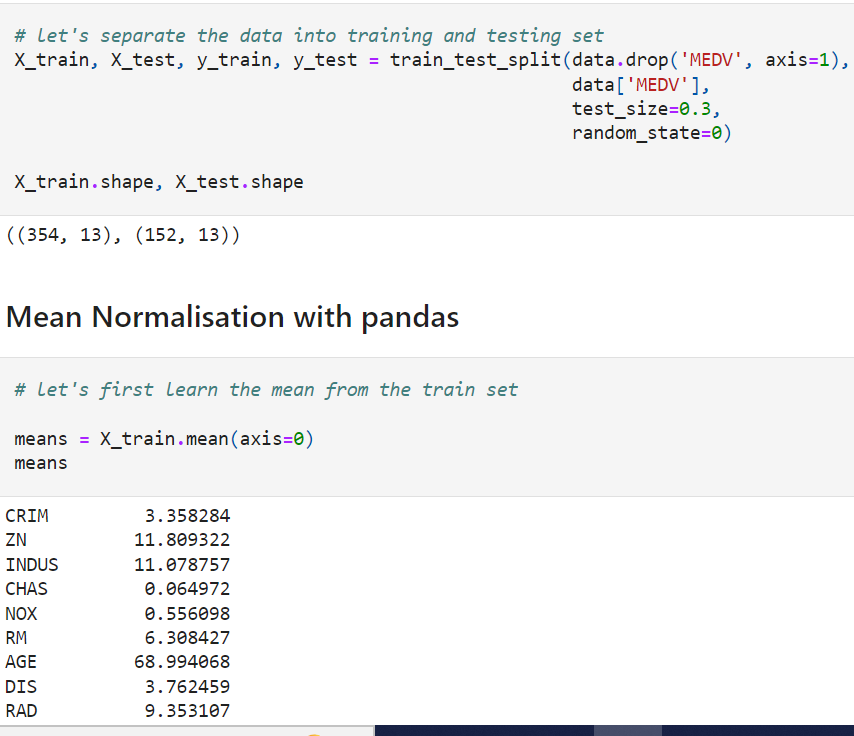 # let's separate the data into training and testing set
X_train, X_test, y_train, y_test = train_test_split(data.drop('MEDV', axis=1),
data['MEDV'],
test_size=0.3,
random_state=0)
X_train.shape, X_test.shape
((354, 13), (152, 13))
Mean Normalisation with pandas
# let's first learn the mean from the train set
means = X_train.mean(axis=0)
means
CRIM 3.358284
ZN 11.809322
INDUS 11.078757
CHAS 0.064972
NOX 0.556098
RM 6.308427
AGE 68.994068
DIS 3.762459
RAD 9.353107